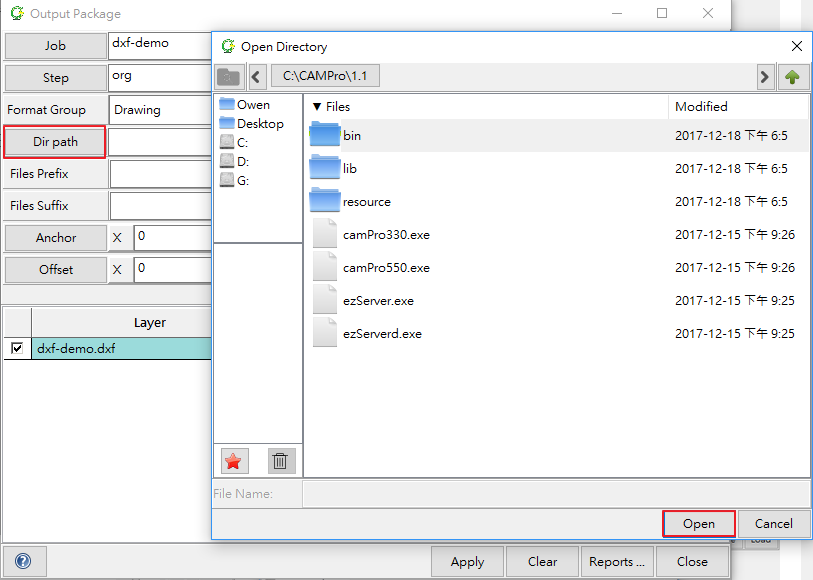 Output Package
Job
dxf-demo
Step
org
Format Group
Drawing
Dir path
Files Prefix
Files Suffix
Anchor
X
0
Offset
X
0
Layer
dxf-demo.dxf
Open Directory
C:\CAMPro\1.1
Owen
Desktop
C:
D:
G:
▼ Files
Modified
bin
2017-12-18 下午 6:5
lib
2017-12-18 下午 6:5
resource
2017-12-18 下午 6:5
camPro330.exe
2017-12-15 下午 9:26
camPro550.exe
2017-12-15 下午 9:26
ezServer.exe
2017-12-15 下午 9:25
ezServerd.exe
2017-12-15 下午 9:25
File Name:
Open
Cancel
Load
Apply
Clear
Reports ...
Close